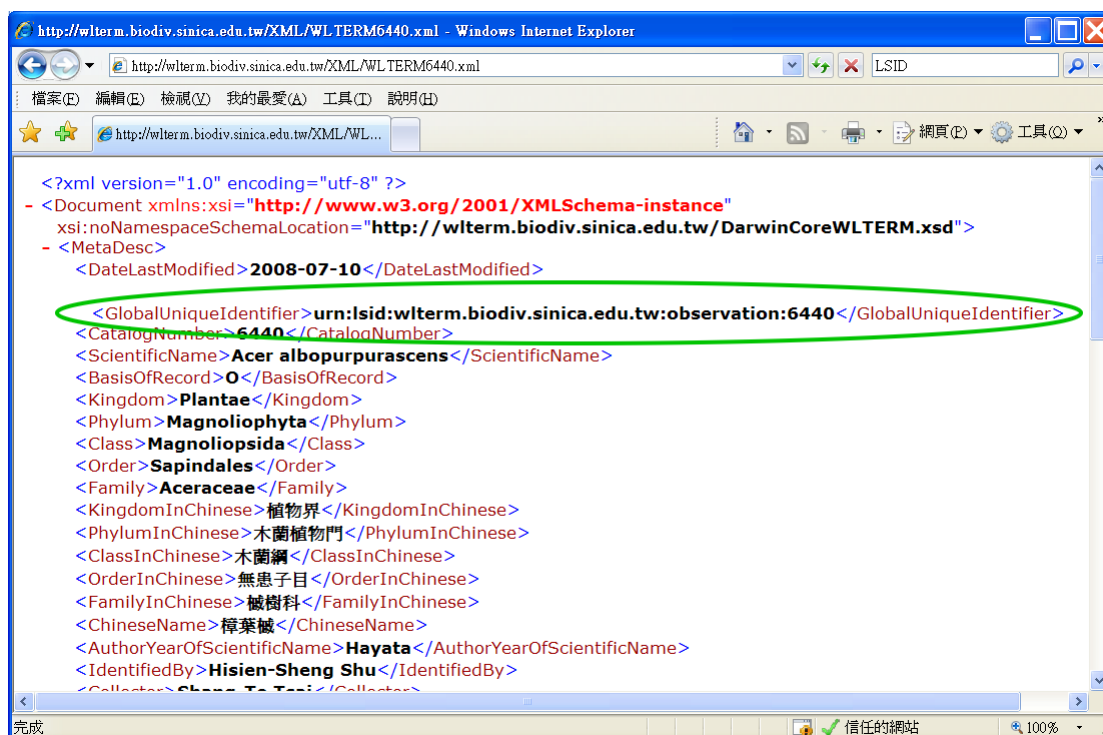 http://wlterm.biodiv.sinica.edu.tw/XML/WLTERM6440.xml - Windows Internet Explorer
http://wlterm.biodiv.sinica.edu.tw/XML/WLTERM6440.xml LSID
檔案(F) 編輯(E) 檢視(V) 我的最愛(A) 工具(T) 說明(H)
http://wlterm.biodiv.sinica.edu.tw/XML/WL... 網頁(P) 工具(O) »
<?xml version="1.0" encoding="utf-8" ?>
- <Document xmlns:xsi="http://www.w3.org/2001/XMLSchema-instance"
xsi:noNamespaceSchemaLocation="http://wlterm.biodiv.sinica.edu.tw/DarwinCoreWLTERM.xsd">
- <MetaDesc>
<DateLastModified>2008-07-10</DateLastModified>
<GlobalUniqueIdentifier>urn:lsid:wlterm.biodiv.sinica.edu.tw:observation:6440</GlobalUniqueIdentifier>
<CatalogNumber>6440</CatalogNumber>
<ScientificName>Acer albopurpurascens</ScientificName>
<BasisOfRecord>O</BasisOfRecord>
<Kingdom>Plantae</Kingdom>
<Phylum>Magnoliophyta</Phylum>
<Class>Magnoliopsida</Class>
<Order>Sapindales</Order>
<Family>Aceraceae</Family>
<KingdomInChinese>植物界</KingdomInChinese>
<PhylumInChinese>木蘭植物門</PhylumInChinese>
<ClassInChinese>木蘭綱</ClassInChinese>
<OrderInChinese>無患子目</OrderInChinese>
<FamilyInChinese>槭樹科</FamilyInChinese>
<ChineseName>樟葉槭</ChineseName>
<AuthorYearOfScientificName>Hayata</AuthorYearOfScientificName>
<IdentifiedBy>Hisien-Sheng Shu</IdentifiedBy>
<Collector>Shang-Te Tsai</Collector>
完成 信任的網站 100%